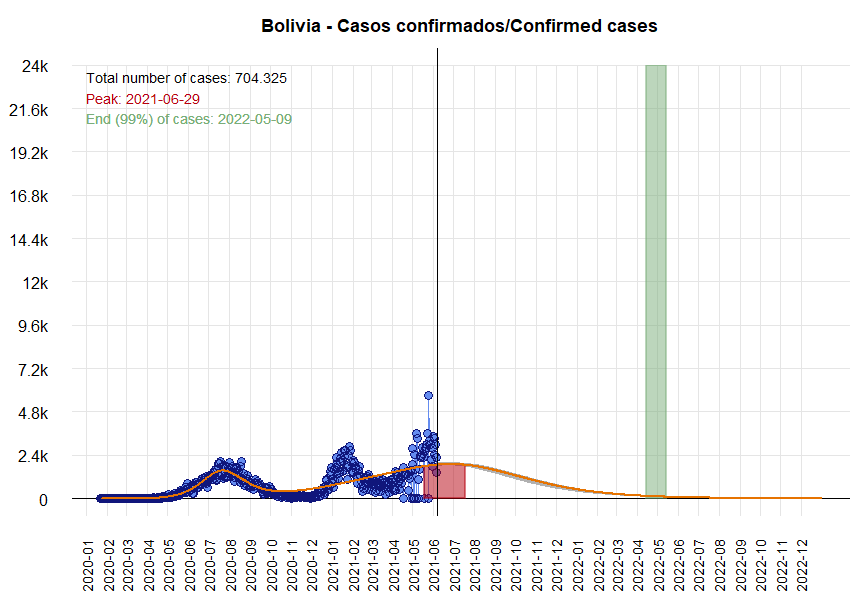 Bolivia - Casos confirmados/Confirmed cases
24k
21.6k
19.2k
16.8k
14.4k
12k
9.6k
7.2k
4.8k
2.4k
0
Total number of cases: 704.325
Peak: 2021-06-29
End (99%) of cases: 2022-05-09
2020-01
2020-02
2020-03
2020-04
2020-05
2020-06
2020-07
2020-08
2020-09
2020-10
2020-11
2020-12
2021-01
2021-02
2021-03
2021-04
2021-05
2021-06
2021-07
2021-08
2021-09
2021-10
2021-11
2021-12
2022-02
2022-03
2022-04
2022-05
2022-06
2022-07
2022-08
2022-09
2022-10
2022-11
2022-12